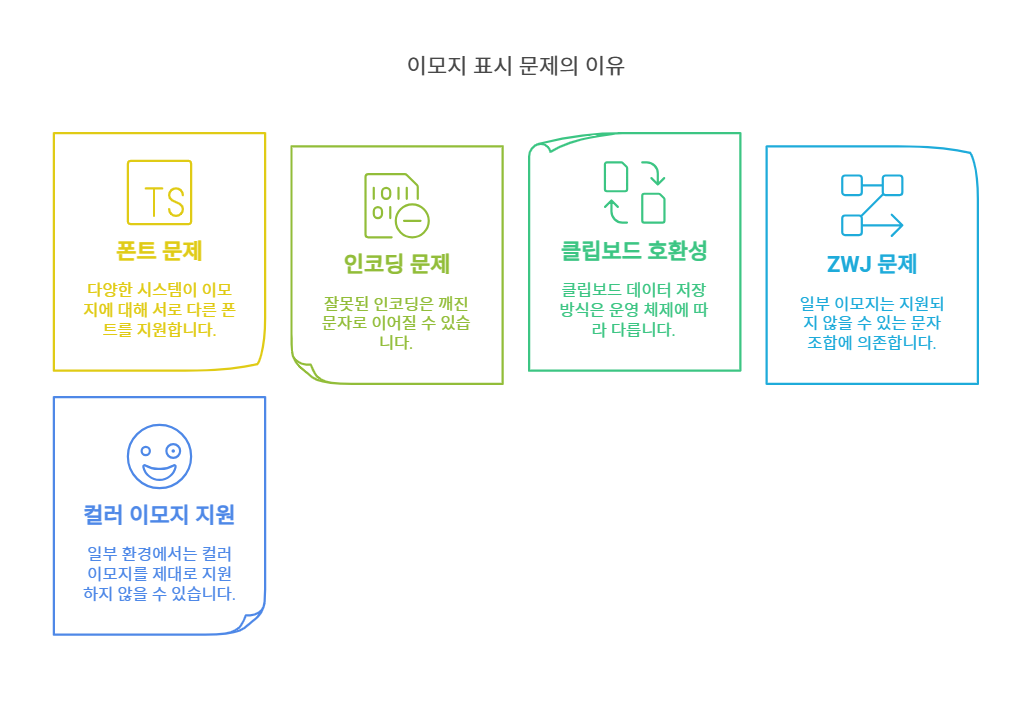 이모지 표시 문제의 이유
TS
폰트 문제
다양한 시스템이 이모
지에 대해 서로 다른 폰
트를 지원합니다.
인코딩 문제
잘못된 인코딩은 깨진
문자로 이어질 수 있습
니다.
클립보드 호환성
클립보드 데이터 저장
방식은 운영 체제에 따
라 다릅니다.
ZWJ 문제
일부 이모지는 지원되
지 않을 수 있는 문자
조합에 의존합니다.
컬러 이모지 지원
일부 환경에서는 컬러
이모지를 제대로 지원
하지 않을 수 있습니다.